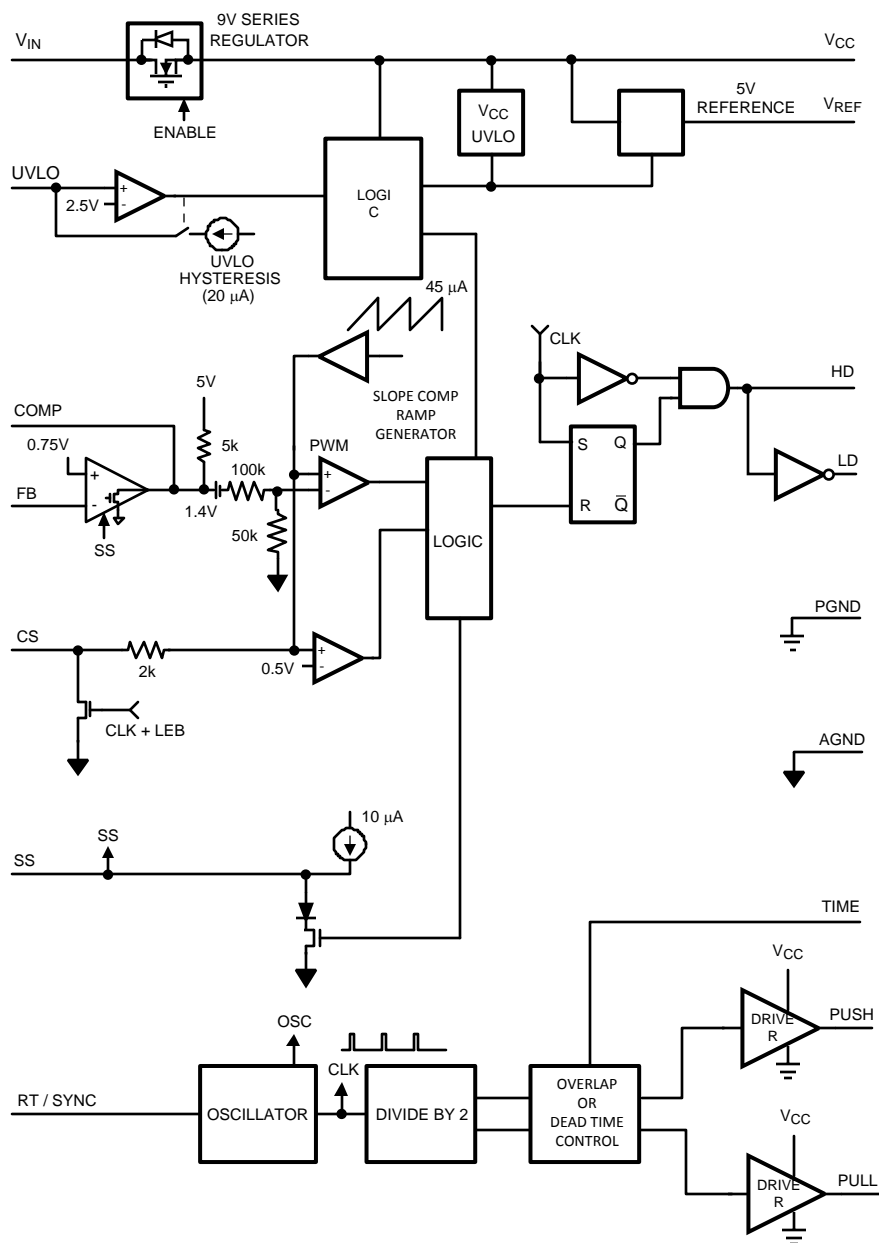 9V SERIES
REGULATOR
VIN
VCC
ENABLE
VCC
UVLO
5V
REFERENCE
VREF
UVLO
+
-
2.5V
LOGI
C
UVLO
HYSTERESIS
(20 μA)
45 μA
SLOPE COMP
RAMP
GENERATOR
CLK
HD
LD
COMP
5V
5k
0.75V
+
-
FB
SS
1.4V
100k
50k
PWM
+
-
LOGIC
S
Q
R
Q̅
CS
2k
0.5V
+
-
CLK + LEB
PGND
AGND
SS
SS
10 μA
TIME
VCC
DRIVE
R
PUSH
OSC
CLK
RT / SYNC
OSCILLATOR
DIVIDE BY 2
OVERLAP
OR
DEAD TIME
CONTROL
VCC
DRIVE
R
PULL